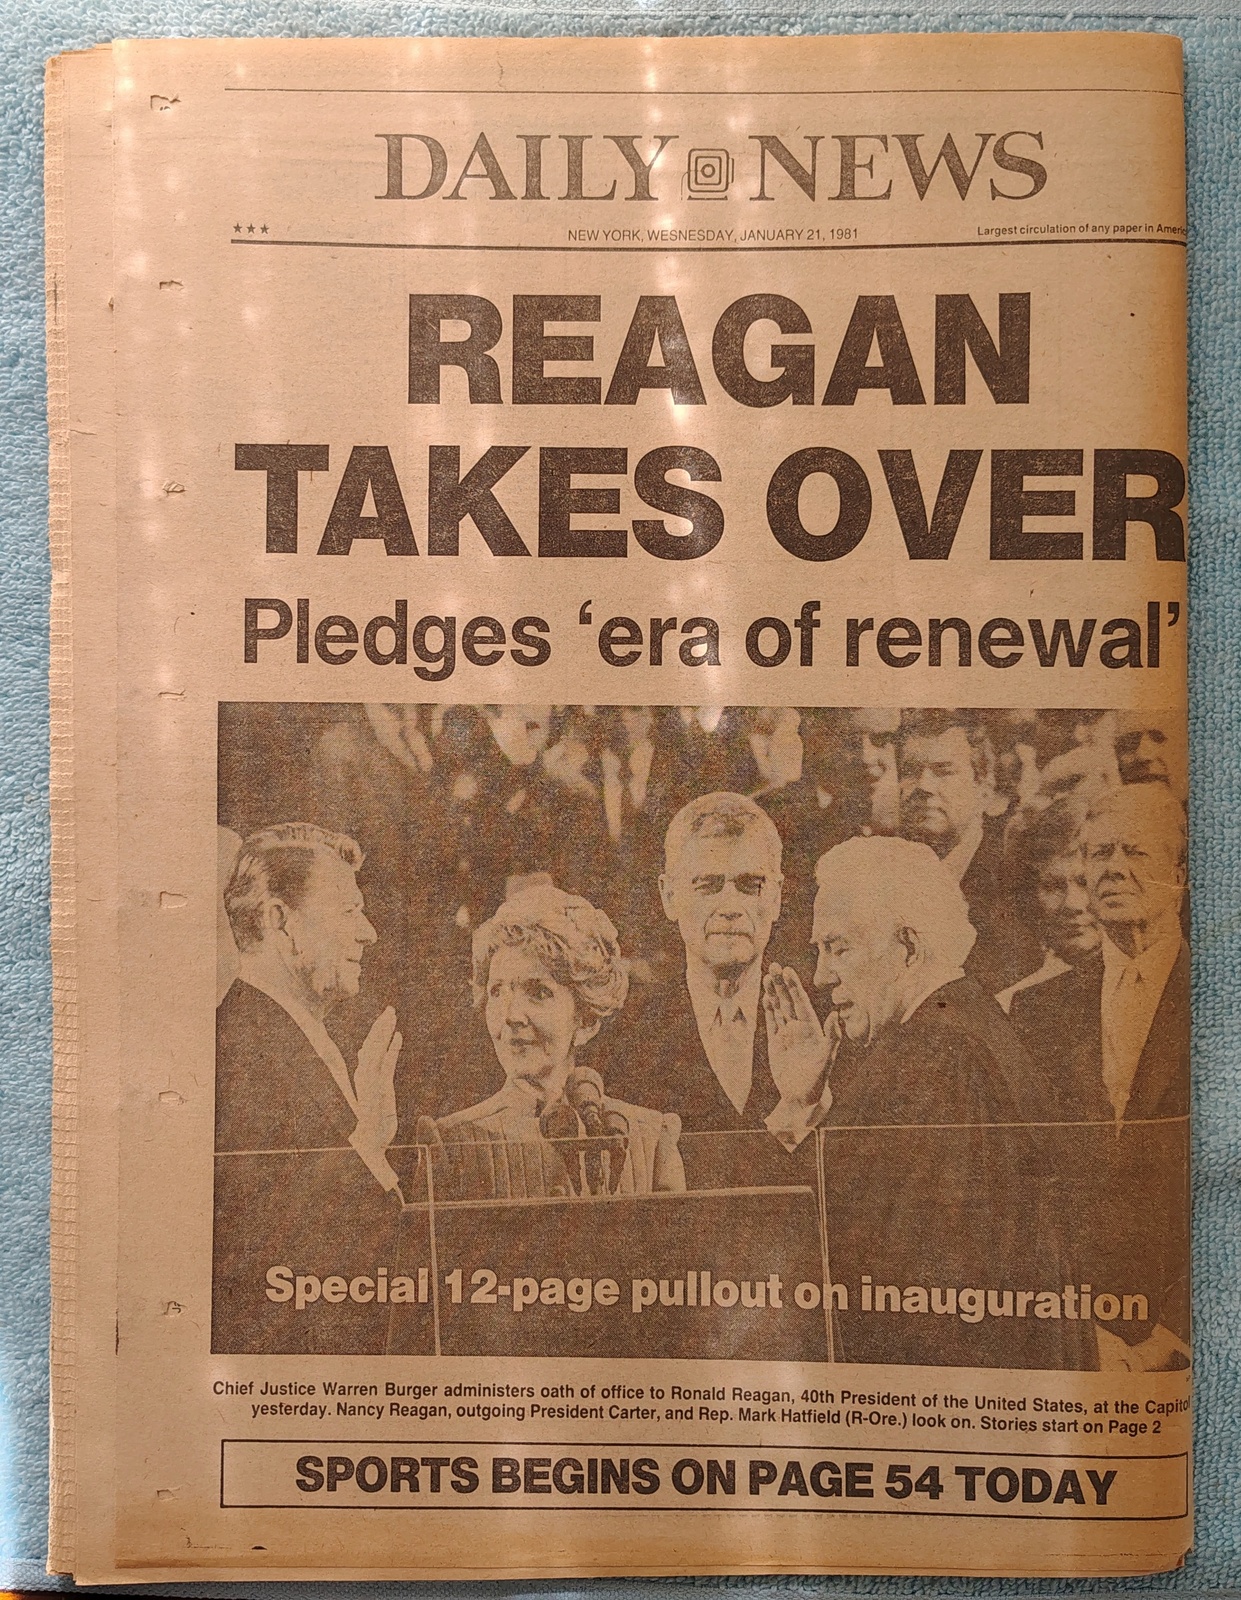 DAILY NEWS
★★★ NEW YORK, WESNESDAY, JANUARY 21, 1981 Largest circulation of any paper in
REAGAN
TAKES OVER
Pledges ‘era of renewal’
Special 12-page pullout on inauguration
Chief Justice Warren Burger administers oath of office to Ronald Reagan, 40th President of the United States, at the Capitol
yesterday. Nancy Reagan, outgoing President Carter, and Rep. Mark Hatfield (R-Ore.) look on. Stories start on Page 2
SPORTS BEGINS ON PAGE 54 TODAY